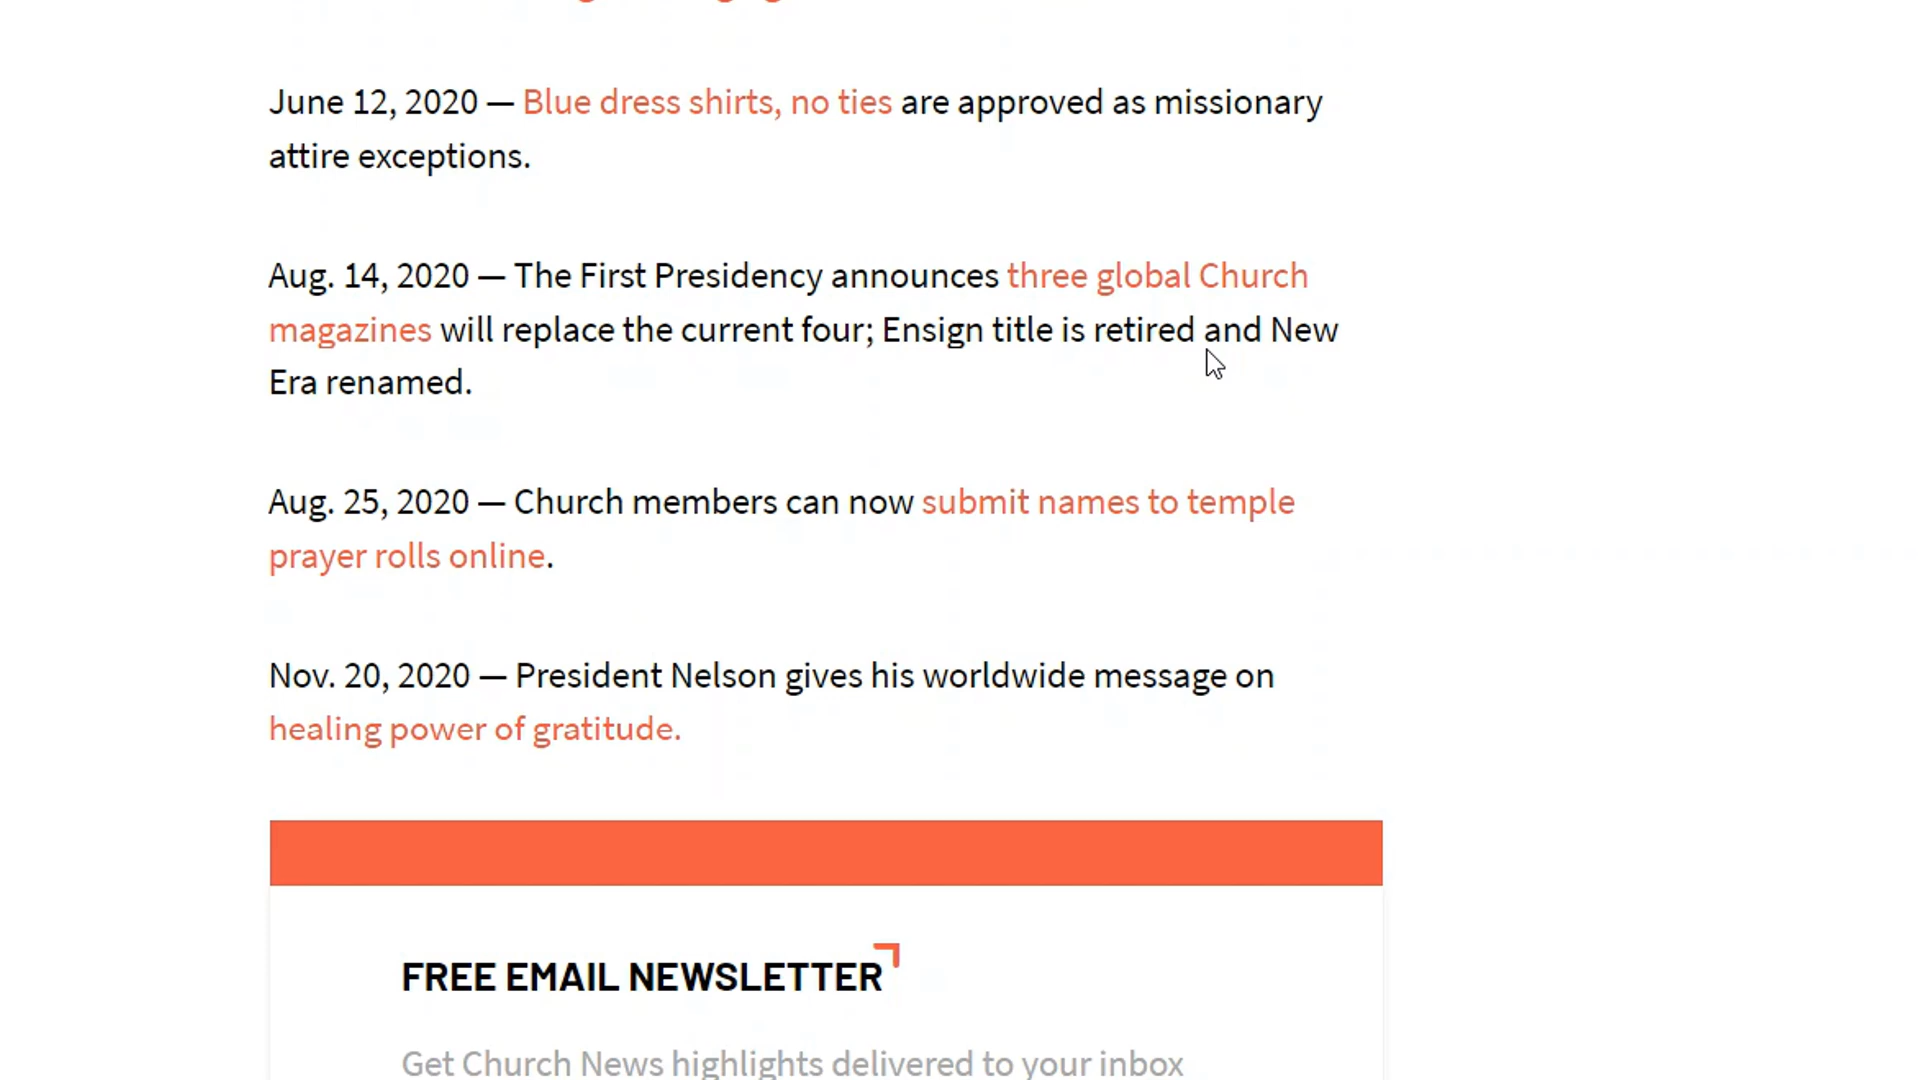 June 12, 2020 — Blue dress shirts, no ties are approved as missionary
attire exceptions.
Aug. 14, 2020 — The First Presidency announces three global Church
magazines will replace the current four; Ensign title is retired and New
Era renamed.
Aug. 25, 2020 — Church members can now submit names to temple
prayer rolls online.
Nov. 20, 2020 — President Nelson gives his worldwide message on
healing power of gratitude.
FREE EMAIL NEWSLETTER
Get Church News highlights delivered to your inbox